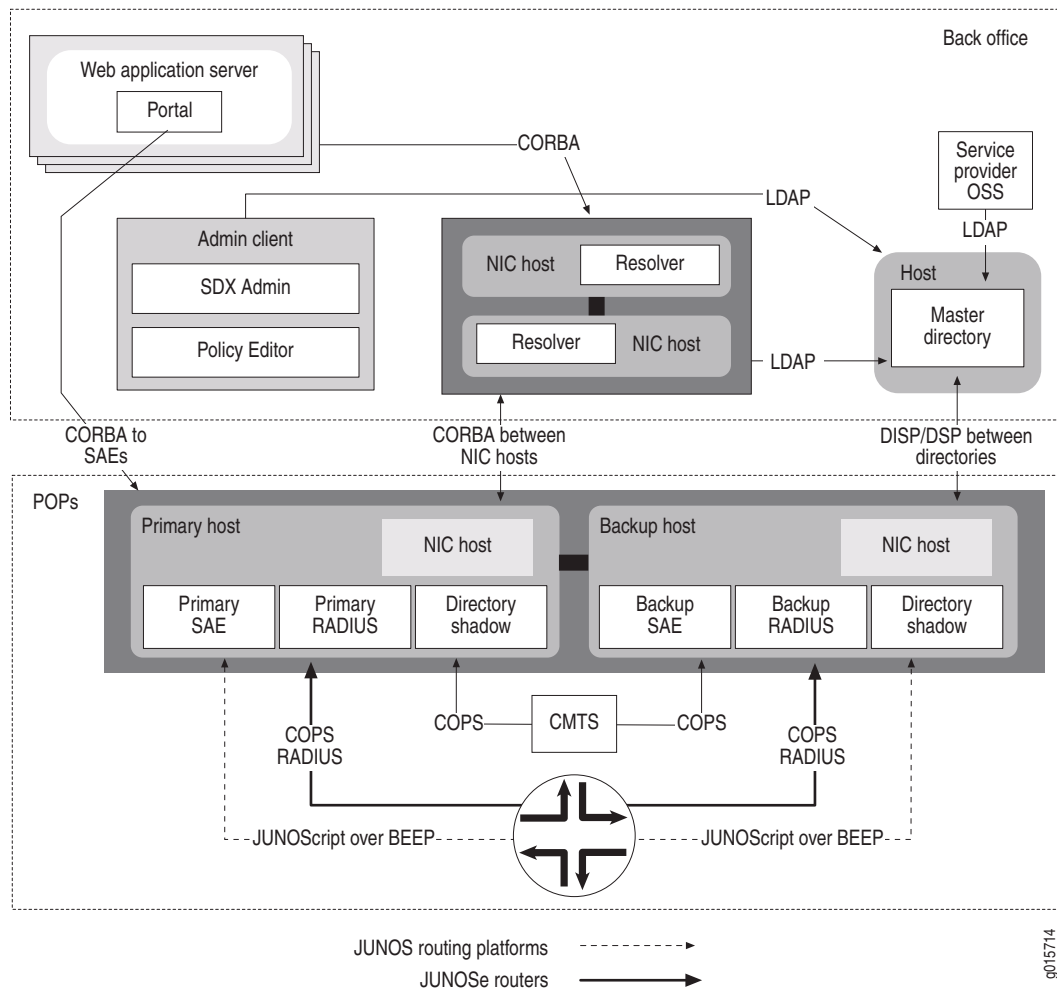 Back office
Web application server
Portal
CORBA
Service
provider
OSS
LDAP
LDAP
Admin client
SDX Admin
Policy Editor
NIC host
Resolver
Resolver
NIC host
LDAP
Host
Master
directory
CORBA to
SAEs
CORBA between
NIC hosts
DISP/DSP between
directories
POPs
Primary host
NIC host
Primary
SAE
Primary
RADIUS
Directory
shadow
Backup host
NIC host
Backup
SAE
Backup
RADIUS
Directory
shadow
COPS
CMTS
COPS
COPS
RADIUS
COPS
RADIUS
JUNOScript over BEEP
JUNOScript over BEEP
JUNOS routing platforms
JUNOSe routers
g015714